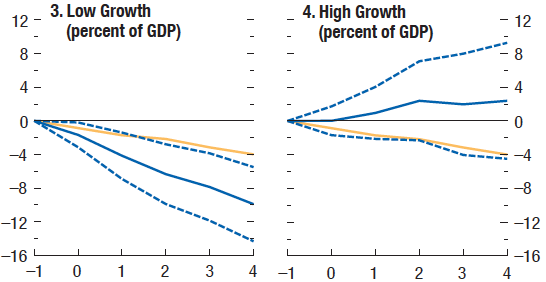 3. Low Growth
(percent of GDP)
4. High Growth
(percent of GDP)
12
8
4
0
–4
–8
–12
–16
12
8
4
0
–4
–8
–12
–16
–1 0 1 2 3 4
–1 0 1 2 3 4